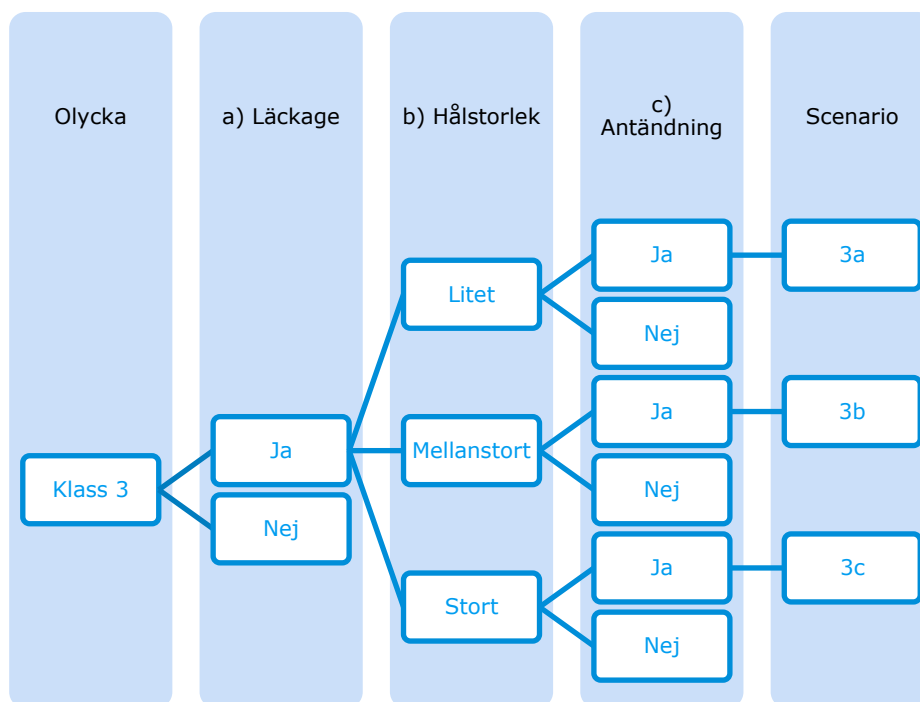 Olycka
a) Läckage
b) Hålstorlek
c)
Antändning
Scenario
Ja
3a
Litet
Nej
Ja
3b
Ja
Mellanstort
Klass 3
Nej
Nej
Ja
3c
Stort
Nej